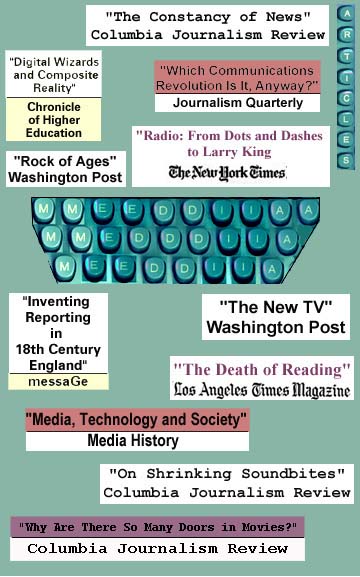 "The Constancy of News"
Columbia Journalism Review
ARTICLES
"Digital Wizards
and Composite
Reality"
Chronicle
of Higher
Education
"Which Communications
Revolution Is It, Anyway?"
Journalism Quarterly
"Radio: From Dots and Dashes
to Larry King
The New York Times
"Rock of Ages"
Washington Post
M M E E D D I I A A
M M E E D D I I A A
M M E E D D I I A
"Inventing
Reporting
in
18th Century
England"
messaGe
"The New TV"
Washington Post
"The Death of Reading"
Los Angeles Times Magazine
"Media, Technology and Society"
Media History
"On Shrinking Soundbites"
Columbia Journalism Review
"Why Are There So Many Doors in Movies?"
Columbia Journalism Review